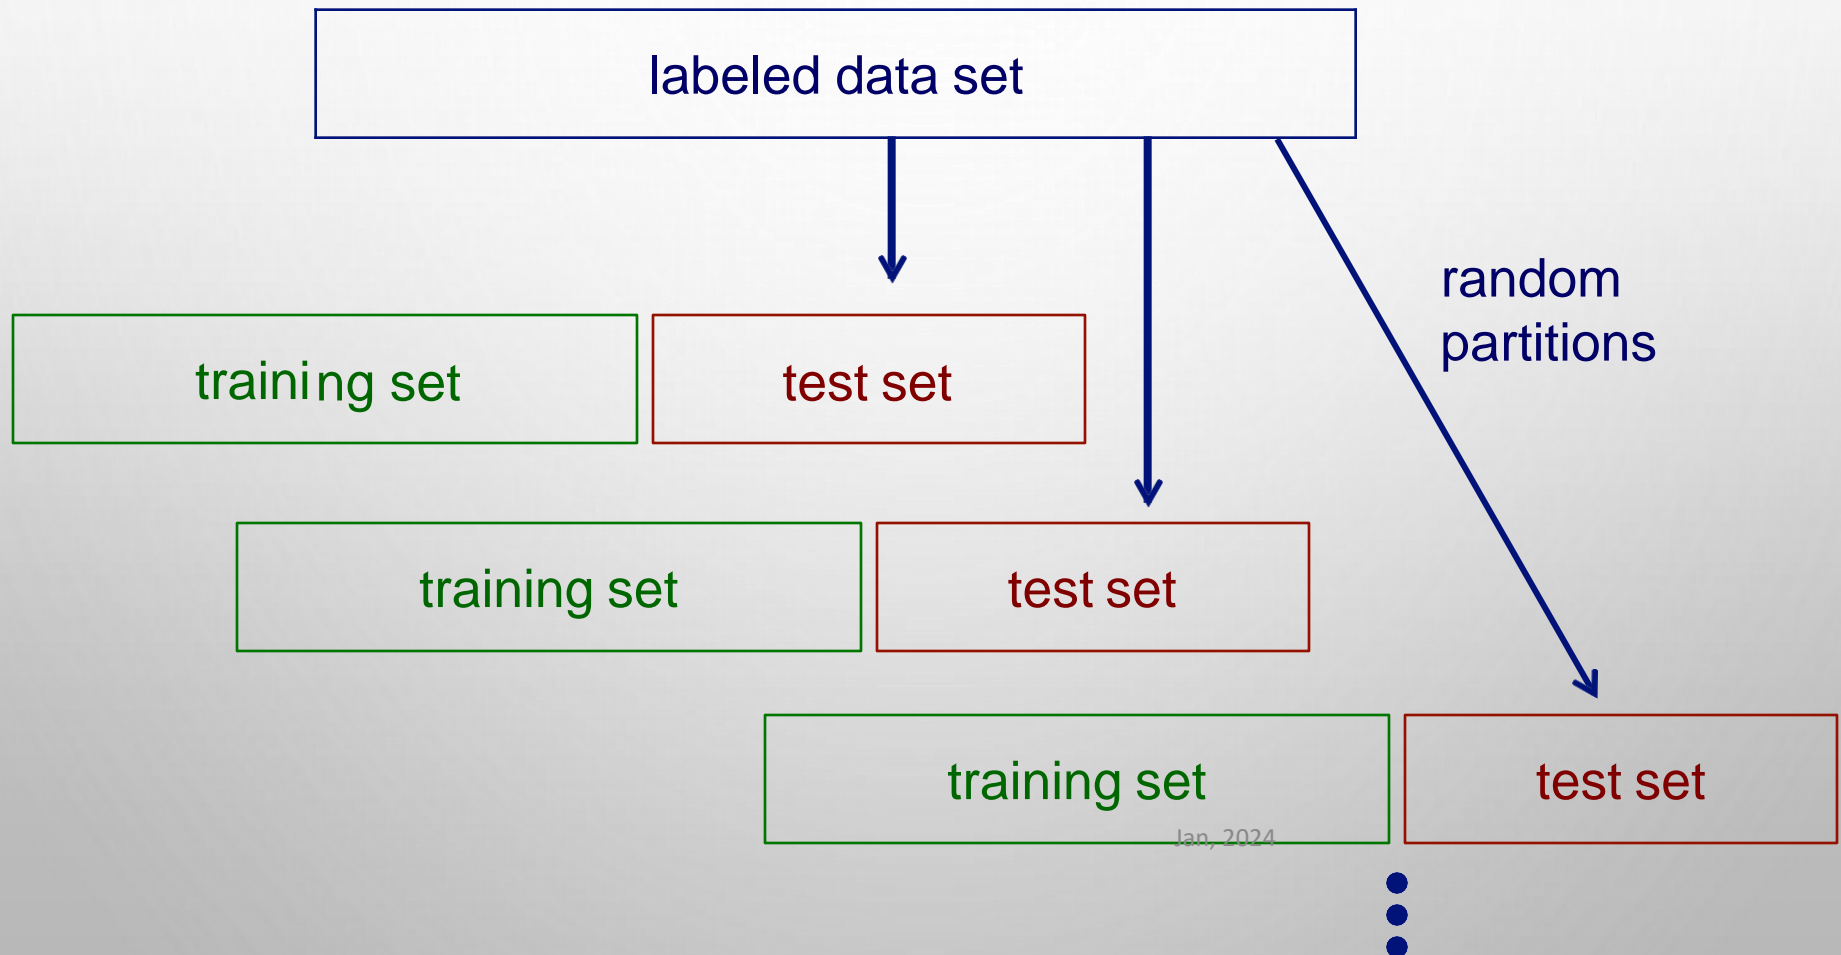 labeled data set
random
partitions
training set
test set
training set
test set
training set
test set
Jan, 2024